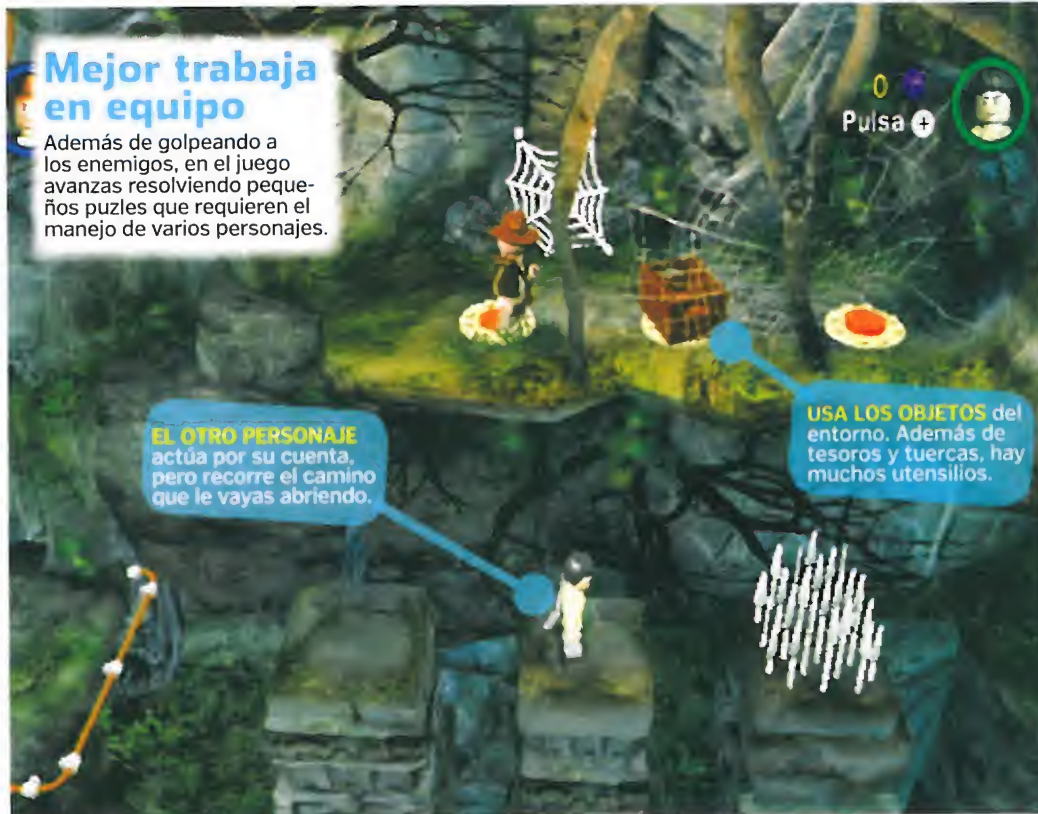 Mejor trabaja
en equipo
Además de golpeando a
los enemigos, en el juego
avanzas resolviendo peque-
ños puzles que requieren el
manejo de varios personajes.
0
Pulsa +
USA LOS OBJETOS del
entorno. Además de
tesoros y tuercas, hay
muchos utensilios.
EL OTRO PERSONAJE
actúa por su cuenta,
pero recorre el camino
que le vayas abriendo.